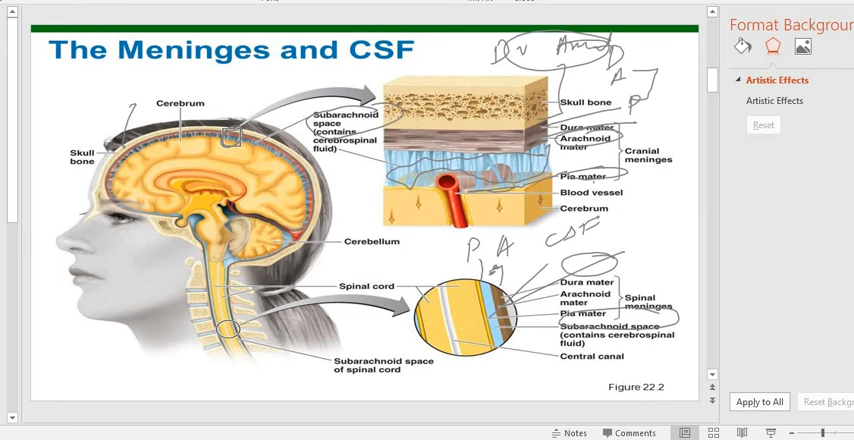 Format Background
The Meninges and CSF
D
A
P
Artistic Effects
Artistic Effects
Reset
Cerebrum
Subarachnoid
space
(contains
cerebrospinal
fluid)
Skull
bone
Skull bone
Dura mater
Arachnoid
mater
Cranial
meninges
Pia mater
Blood vessel
Cerebrum
P A CSF
Cerebellum
Spinal cord
Dura mater
Arachnoid
mater
Spinal
meninges
Pia mater
Subarachnoid space
(contains cerebrospinal
fluid)
Central canal
Subarachnoid space
of spinal cord
Figure 22.2
Apply to All
Reset Backg
Notes
Comments